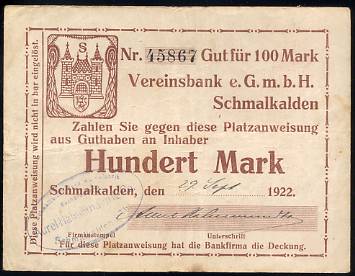 Diese Platzanweisung wird nicht in bar eingelöst.
S
Nr. 45867 Gut für 100 Mark
Vereinsbank e. G. m. b. H.
Schmalkalden
Zahlen Sie gegen diese Platzanweisung
aus Guthaben an Inhaber
Hundert Mark
Schmalkalden, den 29. Sept 1922.
Firmastempel Unterschrift
Für diese Platzanweisung hat die Bankfirma die Deckung.